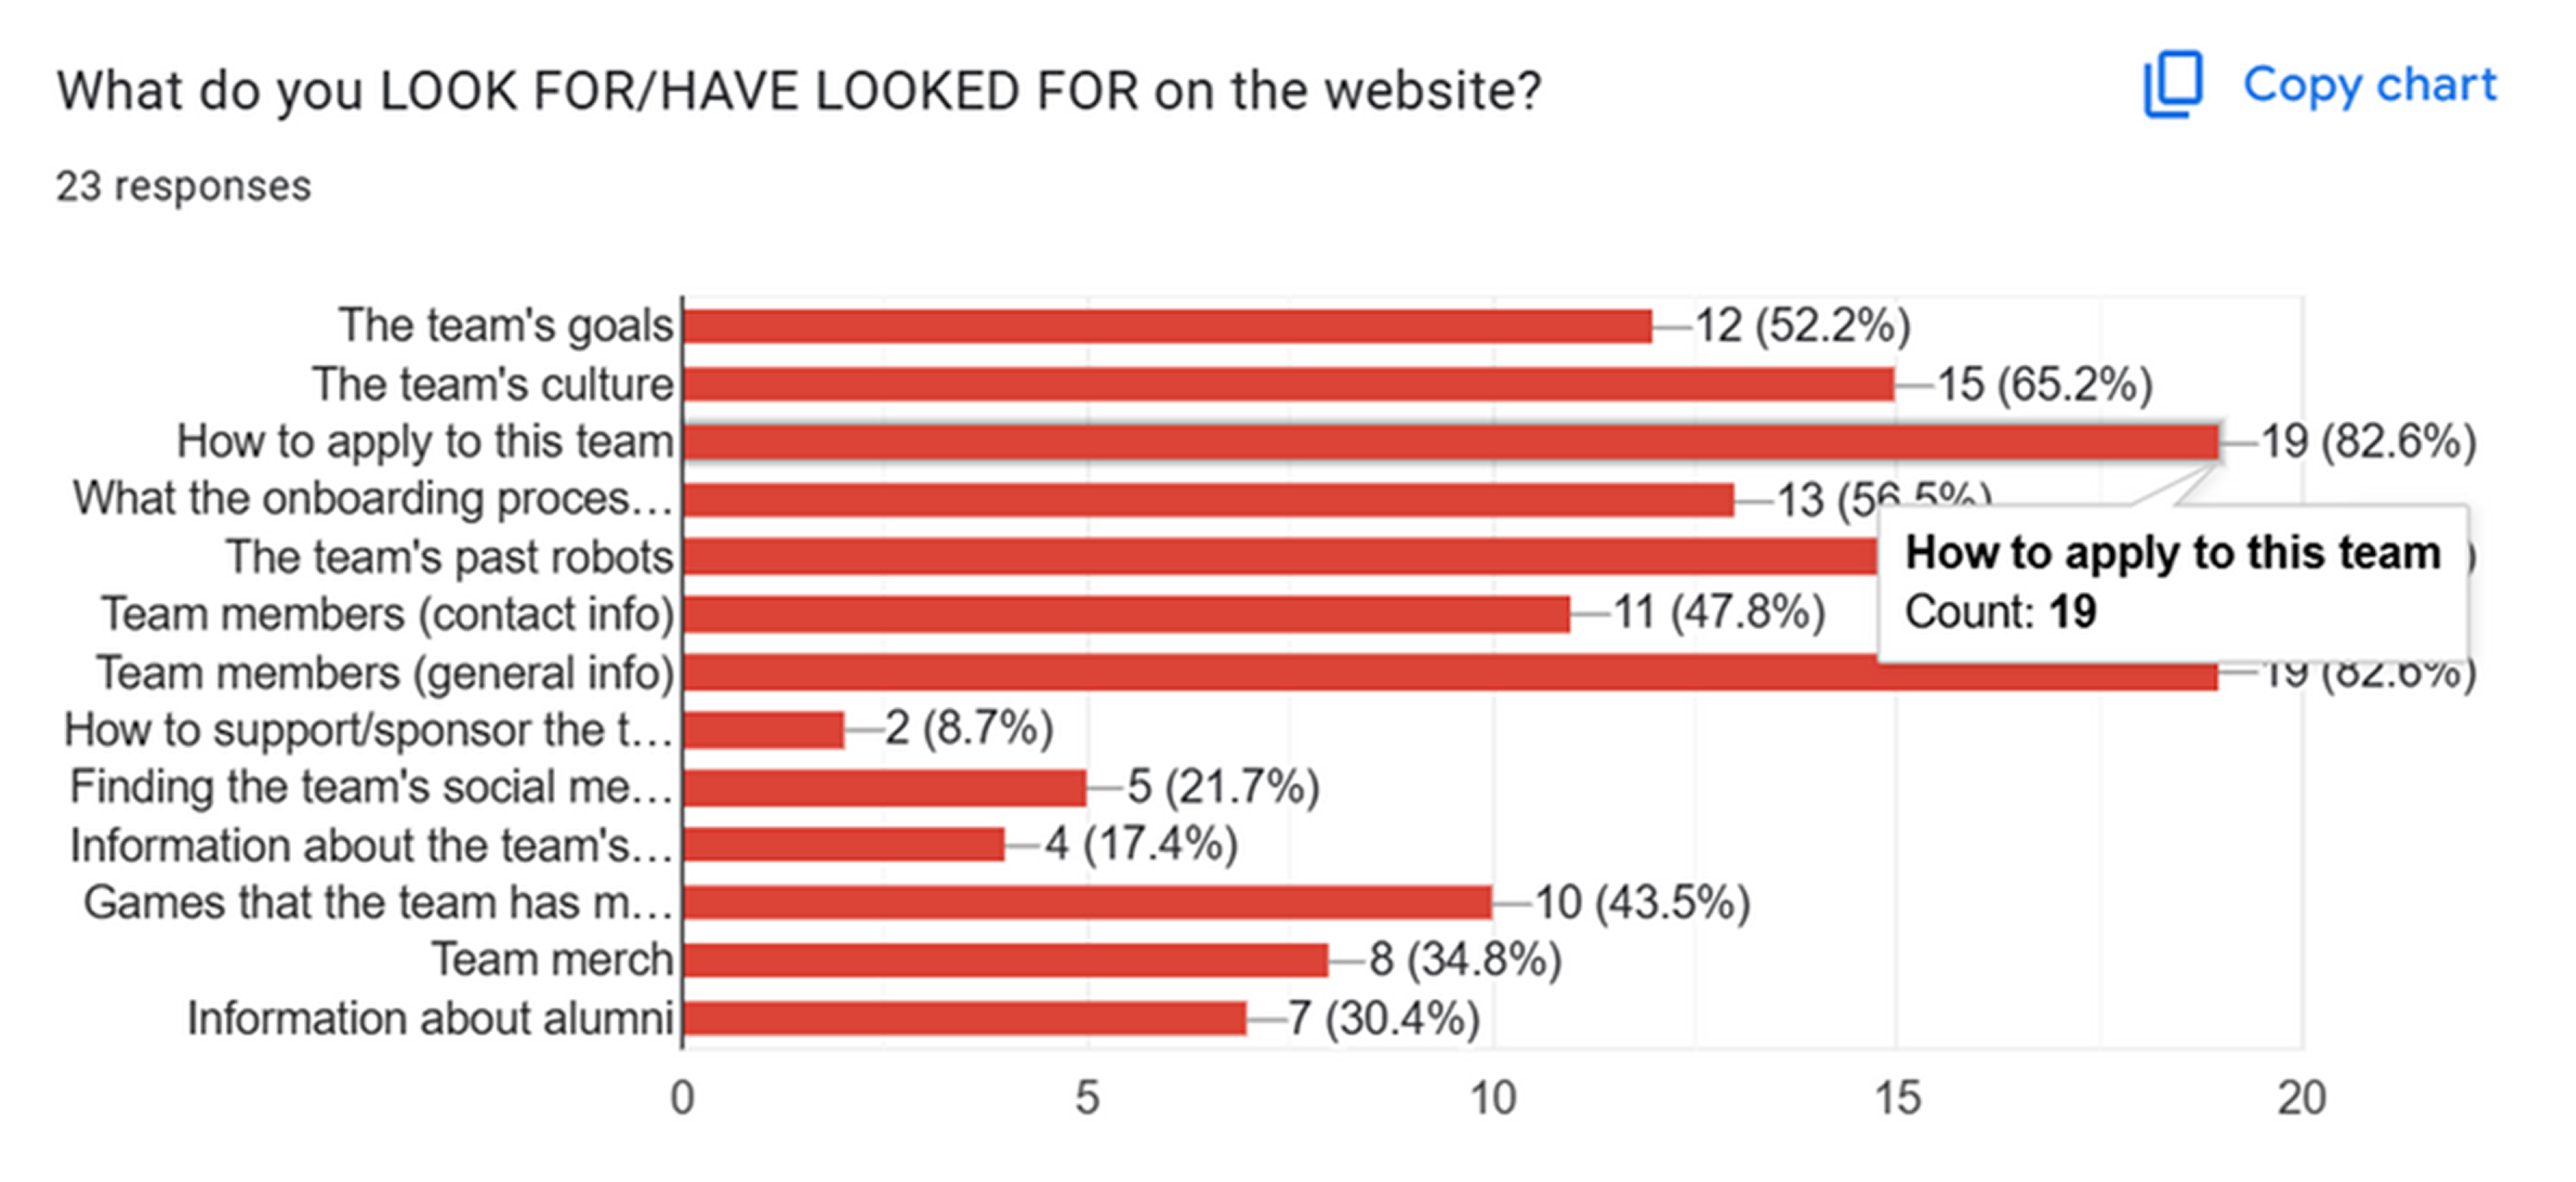 What do you LOOK FOR/HAVE LOOKED FOR on the website?
Copy chart
23 responses
The team's goals 12 (52.2%)
The team's culture 15 (65.2%)
How to apply to this team 19 (82.6%)
What the onboarding proces... 13 (56.5%)
The team's past robots )
How to apply to this team
Count: 19
Team members (contact info) 11 (47.8%)
Team members (general info) 19 (82.6%)
How to support/sponsor the t... 2 (8.7%)
Finding the team's social me... 5 (21.7%)
Information about the team's... 4 (17.4%)
Games that the team has m... 10 (43.5%)
Team merch 8 (34.8%)
Information about alumni 7 (30.4%)
0 5 10 15 20